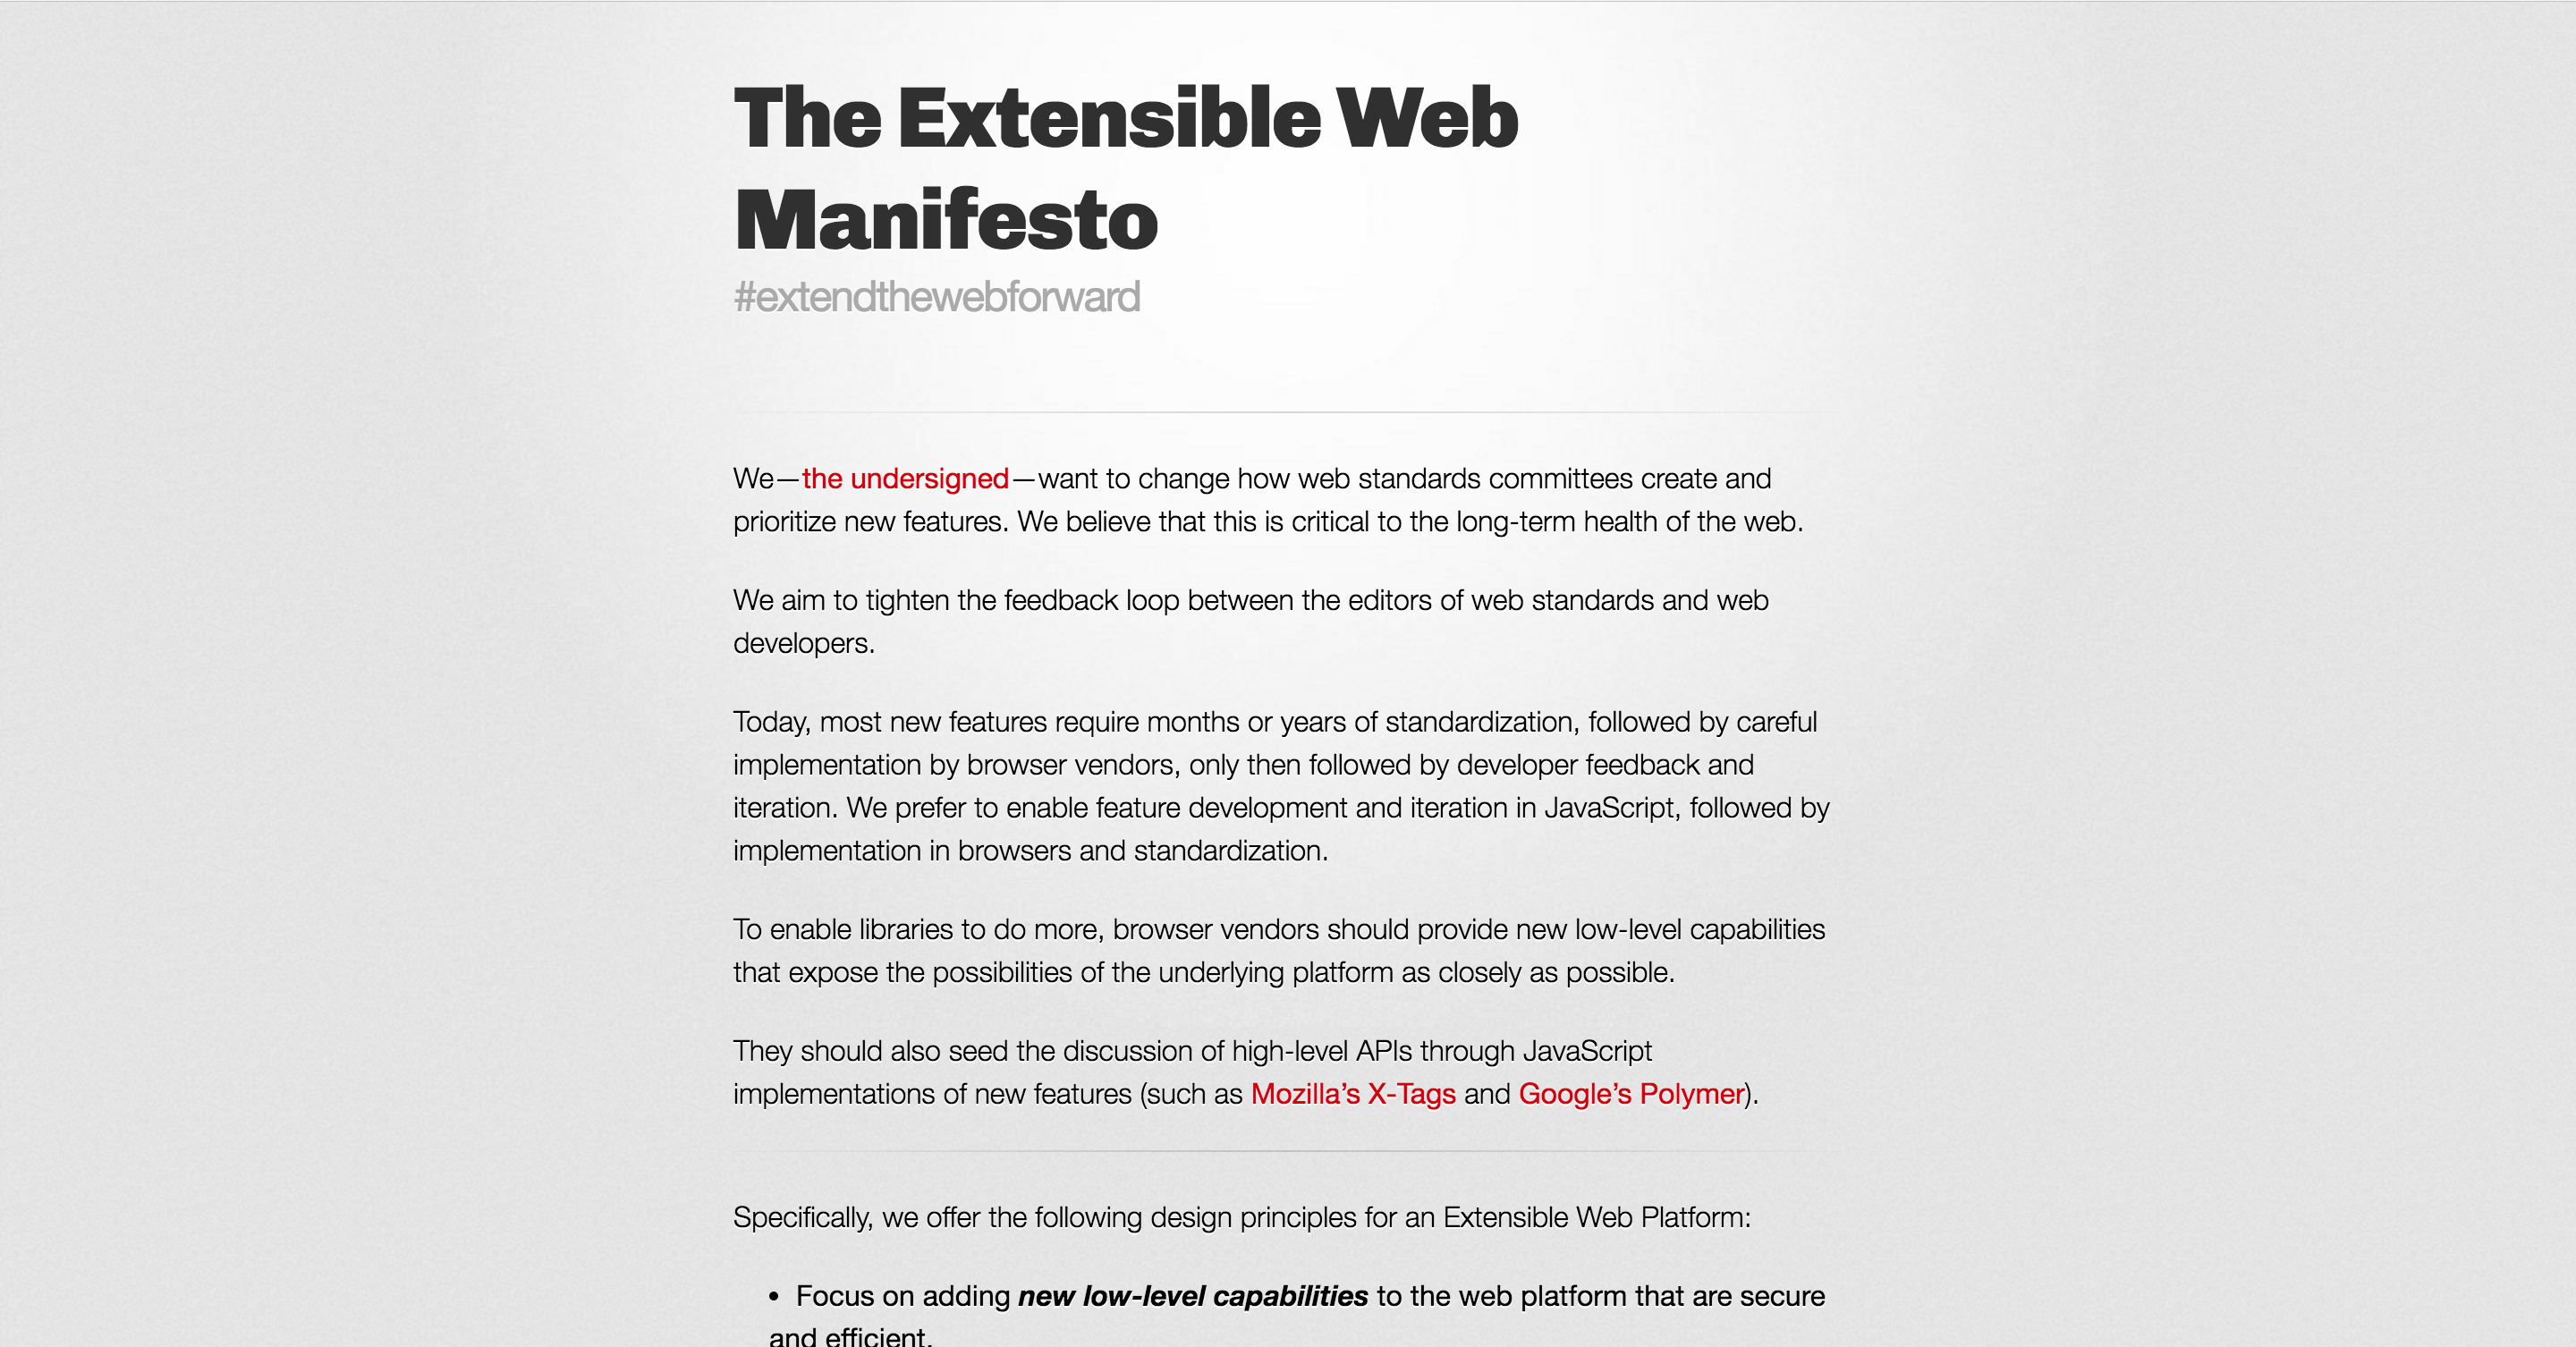 The Extensible Web
Manifesto
#extendthewebforward
We—the undersigned—want to change how web standards committees create and
prioritize new features. We believe that this is critical to the long-term health of the web.
We aim to tighten the feedback loop between the editors of web standards and web
developers.
Today, most new features require months or years of standardization, followed by careful
implementation by browser vendors, only then followed by developer feedback and
iteration. We prefer to enable feature development and iteration in JavaScript, followed by
implementation in browsers and standardization.
To enable libraries to do more, browser vendors should provide new low-level capabilities
that expose the possibilities of the underlying platform as closely as possible.
They should also seed the discussion of high-level APIs through JavaScript
implementations of new features (such as Mozilla’s X-Tags and Google’s Polymer).
Specifically, we offer the following design principles for an Extensible Web Platform:
• Focus on adding new low-level capabilities to the web platform that are secure
and efficient.